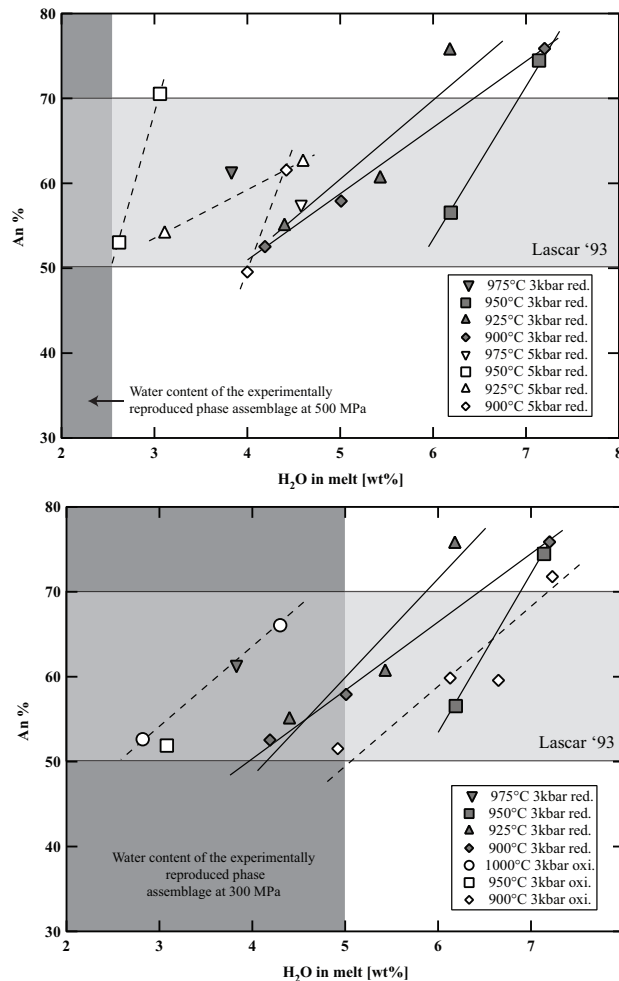 80
70
60
50
40
30
An %
Lascar ‘93
975°C 3kbar red.
950°C 3kbar red.
925°C 3kbar red.
900°C 3kbar red.
975°C 5kbar red.
950°C 5kbar red.
925°C 5kbar red.
900°C 5kbar red.
Water content of the experimentally
reproduced phase assemblage at 500 MPa
2 3 4 5 6 7 8
H2O in melt [wt%]
80
70
60
50
40
30
An %
Lascar ‘93
975°C 3kbar red.
950°C 3kbar red.
925°C 3kbar red.
900°C 3kbar red.
1000°C 3kbar oxi.
950°C 3kbar oxi.
900°C 3kbar oxi.
Water content of the experimentally
reproduced phase
assemblage at 300 MPa
2 3 4 5 6 7
H2O in melt [wt%]